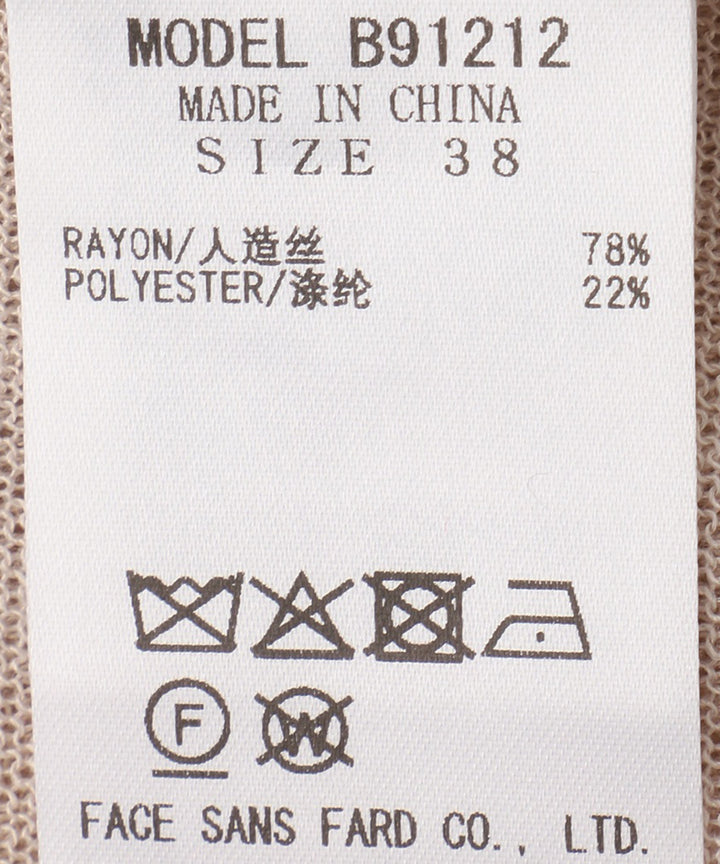 MODEL B91212
MADE IN CHINA
SIZE 38
RAYON/人造丝 78%
POLYESTER/涤纶 22%
F W
FACE SANS FARD CO., LTD.